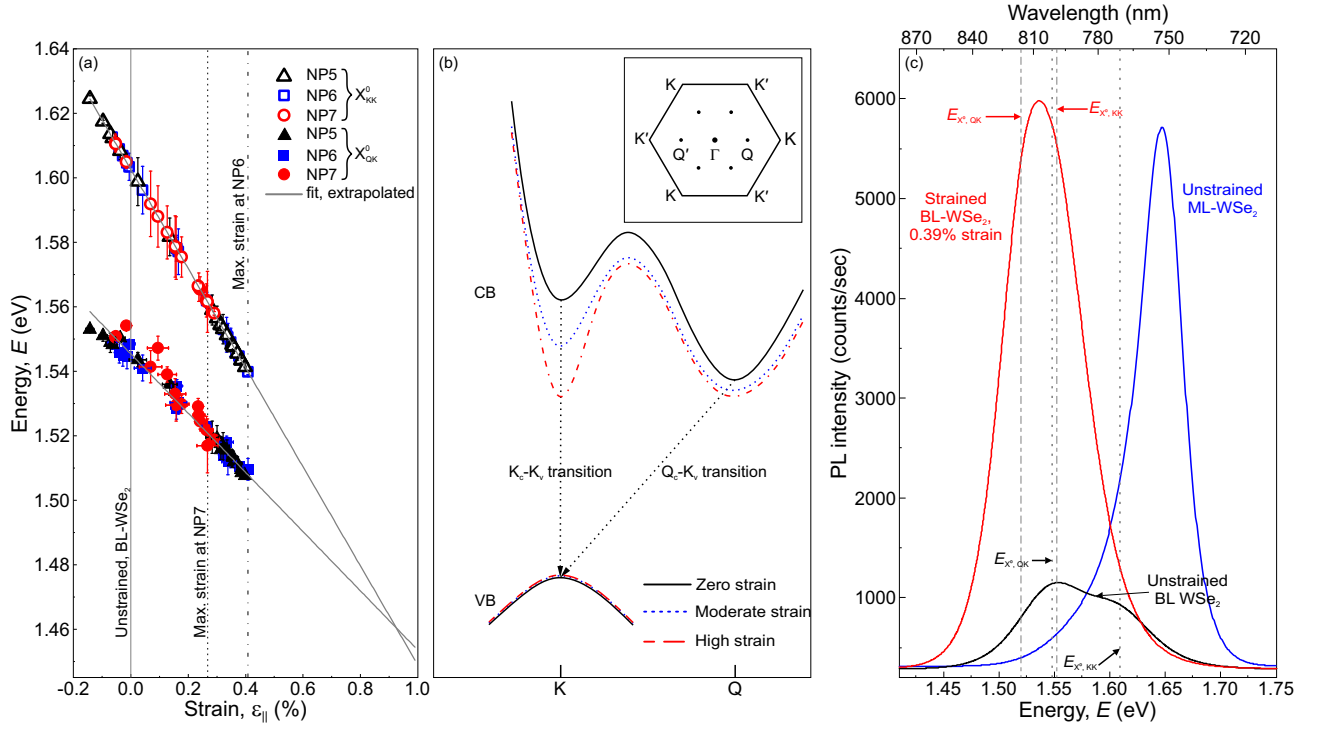 (a)
1.64
1.62
1.60
1.58
1.56
1.54
1.52
1.50
1.48
1.46
Energy, E (eV)
-0.2
0.0
0.2
0.4
0.6
0.8
1.0
Strain, ε|| (%)
NP5
NP6
NP7
X⁰KK
NP5
NP6
NP7
X⁰QK
fit, extrapolated
Unstrained, BL-WSe₂
Max. strain at NP7
Max. strain at NP6
(b)
K
K′
K′
K
K
K′
Q′
Γ
Q
CB
Kc-Kv transition
Qc-Kv transition
VB
Zero strain
Moderate strain
High strain
K
Q
Wavelength (nm)
870
840
810
780
750
720
(c)
6000
5000
4000
3000
2000
1000
PL intensity (counts/sec)
EX⁰, QK
EX⁰, KK
Strained
BL-WSe₂,
0.39% strain
Unstrained
ML-WSe₂
EX⁰, QK
Unstrained
BL WSe₂
EX⁰, KK
1.45
1.50
1.55
1.60
1.65
1.70
1.75
Energy, E (eV)